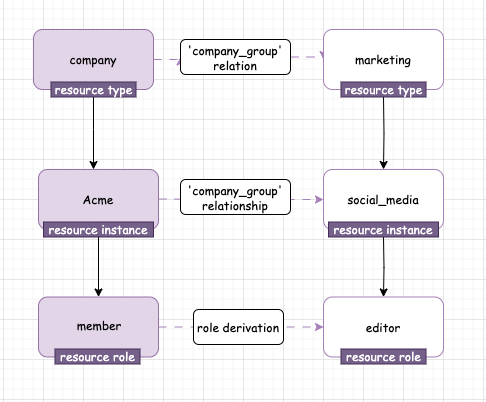 company
resource type
'company_group'
relation
marketing
resource type
Acme
resource instance
'company_group'
relationship
social_media
resource instance
member
resource role
role derivation
editor
resource role